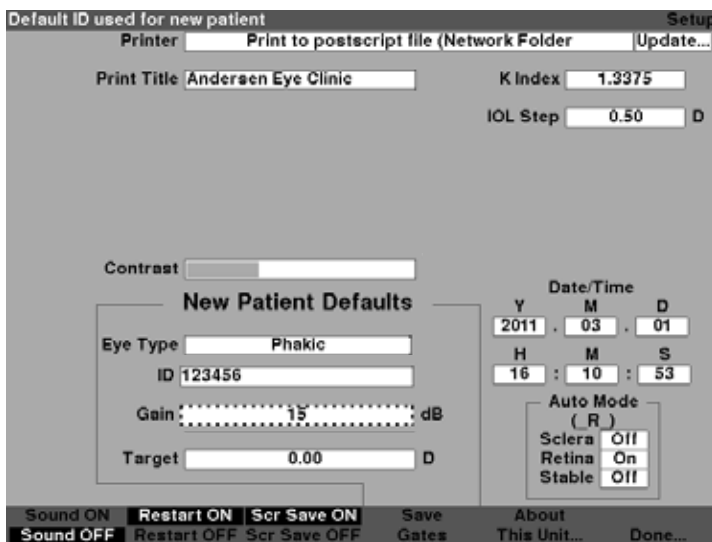 Default ID used for new patient Setup
Printer Print to postscript file (Network Folder Update...
Print Title Andersen Eye Clinic K Index 1.3375
IOL Step 0.50 D
Contrast
New Patient Defaults
Date/Time
Y M D
2011 . 03 . 01
Eye Type Phakic
H M S
ID 123456 16 : 10 : 53
Gain 15 dB
Auto Mode
(_R_)
Sclera Off
Target 0.00 D Retina On
Stable Off
Sound ON Restart ON Scr Save ON Save About
Sound OFF Restart OFF Scr Save OFF Gates This Unit... Done...